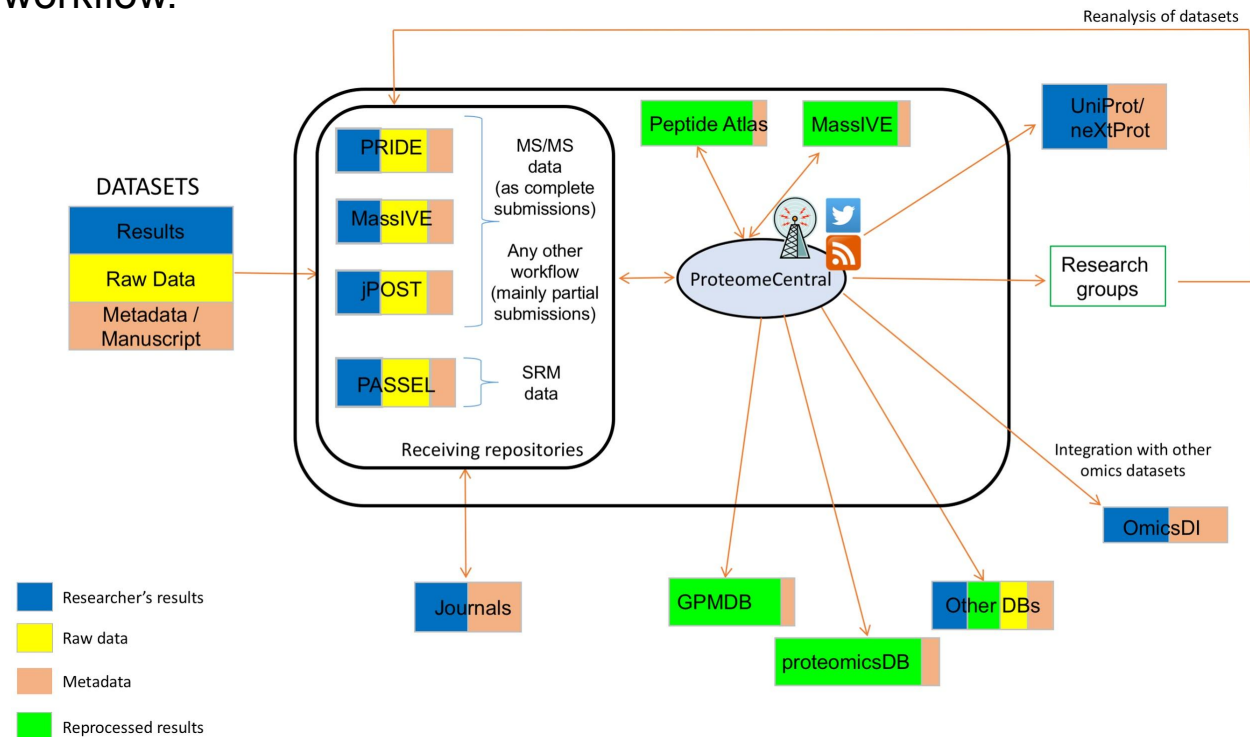 workflow.
Reanalysis of datasets
DATASETS
Results
Raw Data
Metadata /
Manuscript
PRIDE
MassIVE
jPOST
PASSEL
MS/MS
data
(as complete
submissions)
Any other
workflow
(mainly partial
submissions)
SRM
data
Receiving repositories
Peptide Atlas
MassIVE
ProteomeCentral
UniProt/
neXtProt
Research
groups
Integration with other
omics datasets
OmicsDI
Journals
GPMDB
proteomicsDB
Other DBs
Researcher's results
Raw data
Metadata
Reprocessed results